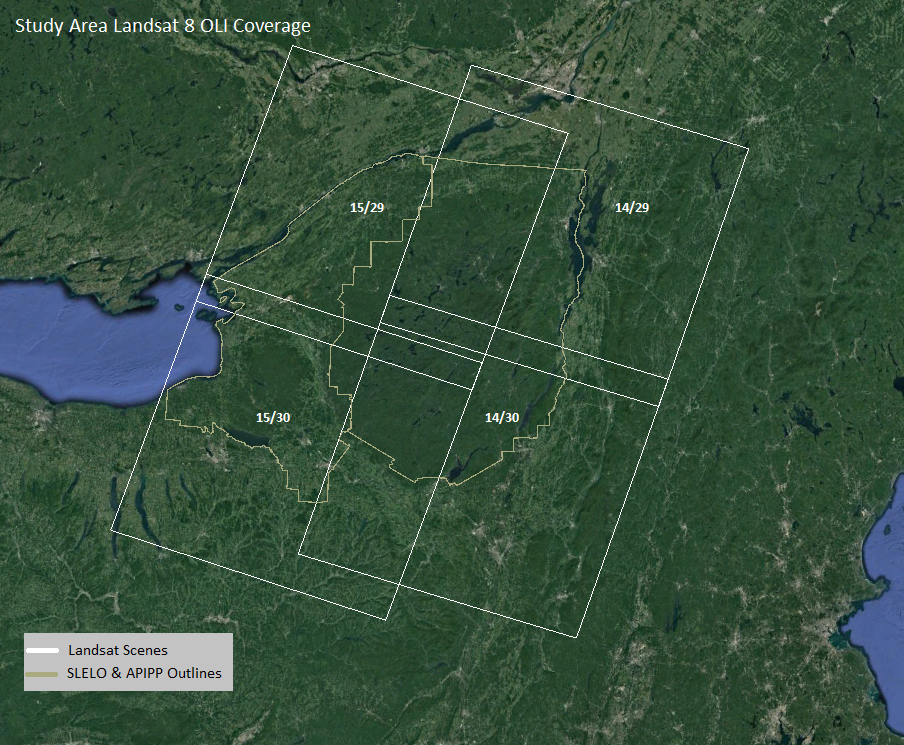 Study Area Landsat 8 OLI Coverage
15/29
14/29
15/30
14/30
Landsat Scenes
SLELO & APIPP Outlines